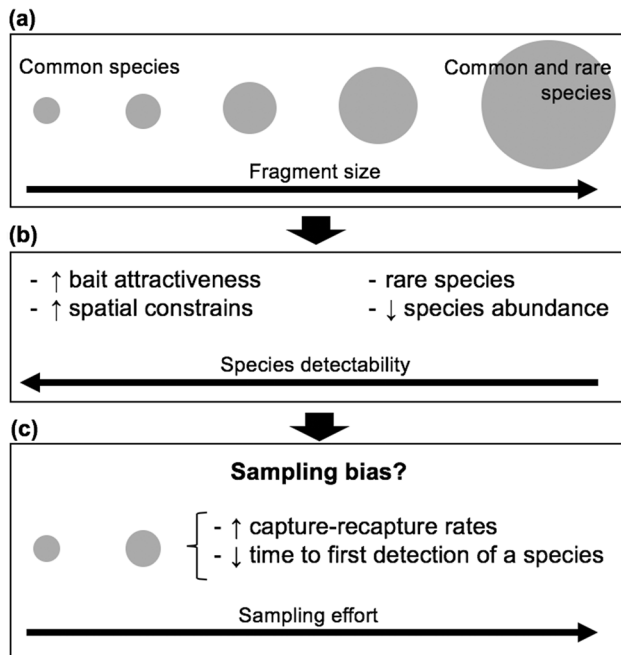 (a)
Common species
Common and rare
species
Fragment size
(b)
- ↑ bait attractiveness
- ↑ spatial constrains
- rare species
- ↓ species abundance
Species detectability
(c)
Sampling bias?
- ↑ capture-recapture rates
- ↓ time to first detection of a species
Sampling effort